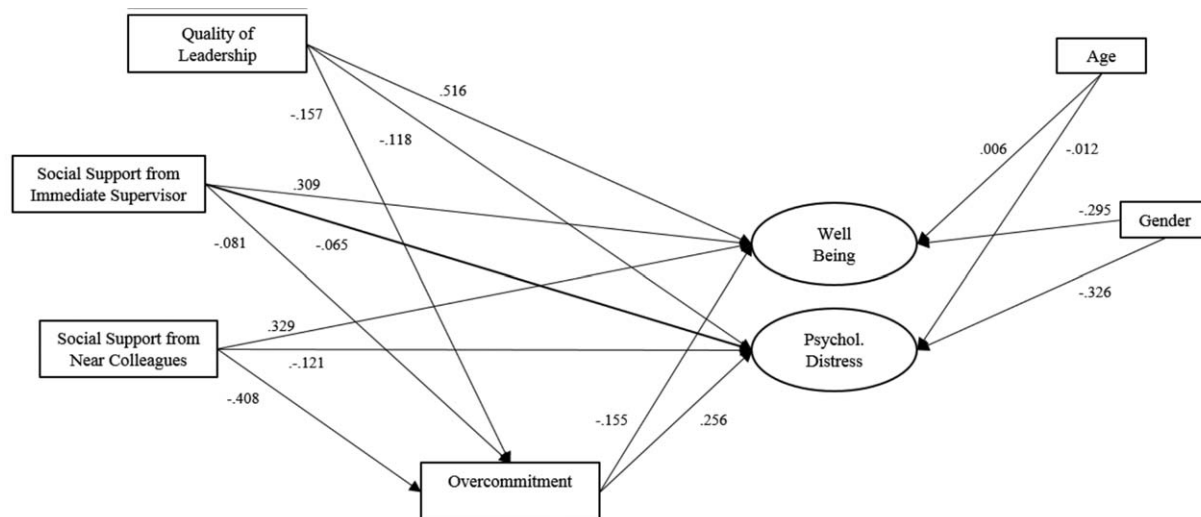 Quality of
Leadership
Age
.516
-.157
-.118
.006
-.012
Social Support from
Immediate Supervisor
.309
-.081
-.065
Well
Being
-.295
Gender
-.326
Social Support from
Near Colleagues
.329
.-.121
-.408
Psychol.
Distress
-.155
.256
Overcommitment